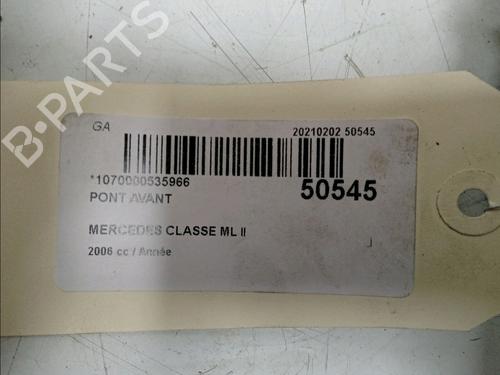 B-PARTS
GA
20210202 50545
*1070000535966
50545
PONT AVANT
MERCEDES CLASSE ML II
2006 cc / Année